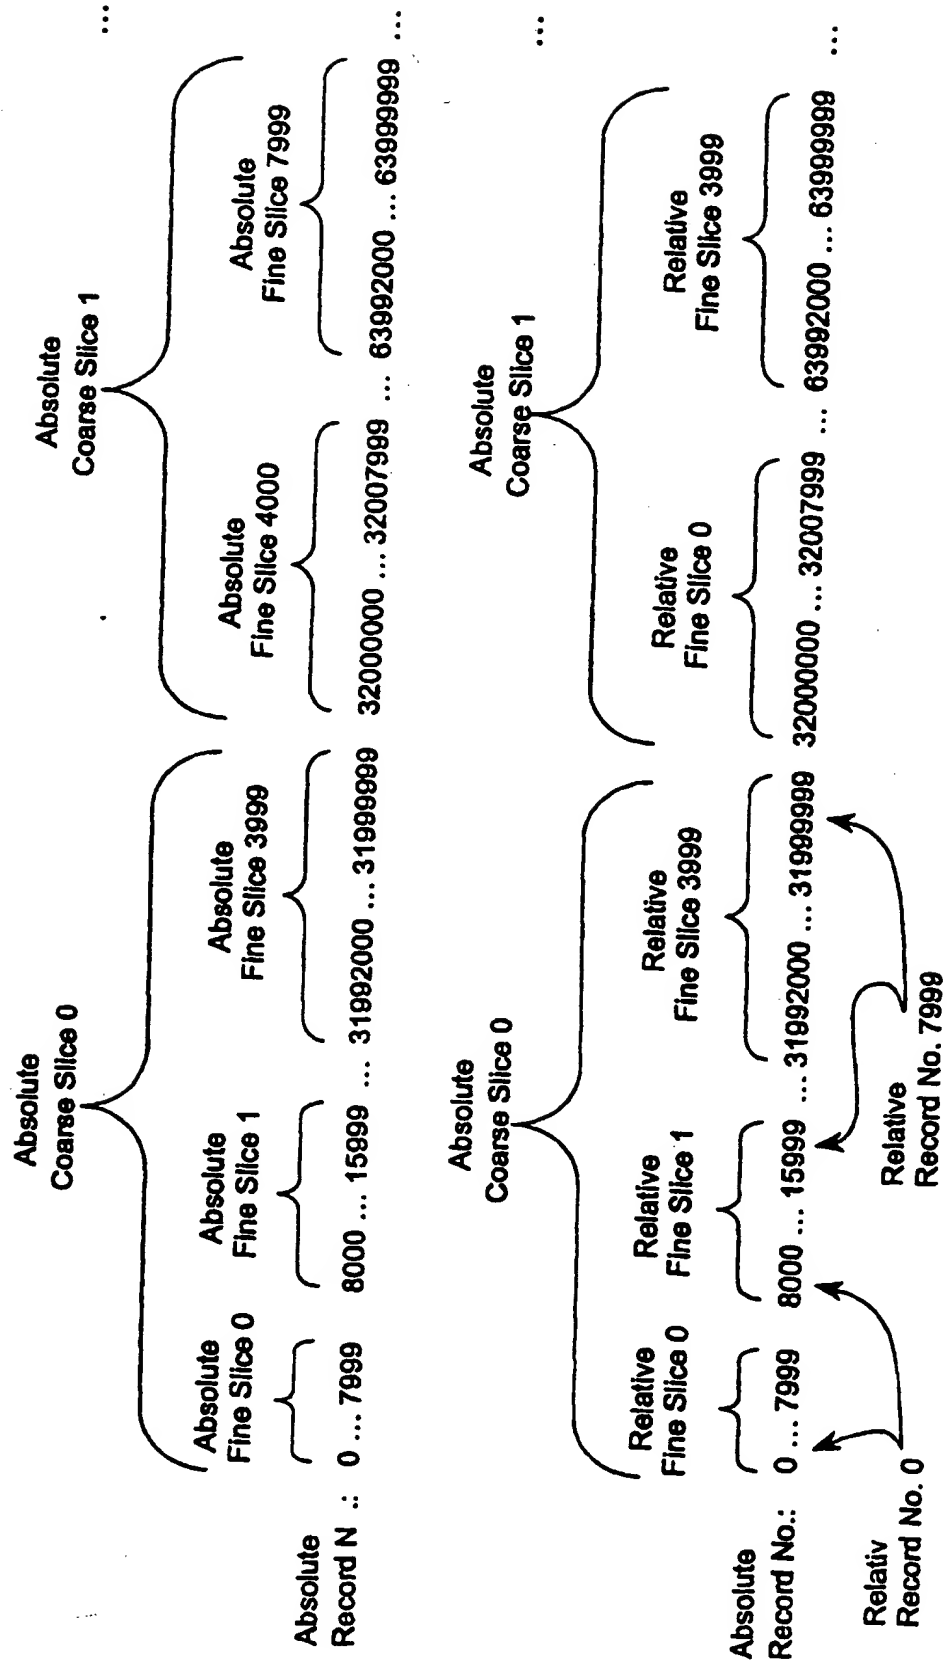 Absolute
Coarse Slice 0
Absolute
Coarse Slice 1
...
Absolute
Fine Slice 0
Absolute
Fine Slice 1
Absolute
Fine Slice 3999
Absolute
Fine Slice 4000
Absolute
Fine Slice 7999
Absolute
Record N .: 0 ... 7999 8000 ... 15999 ... 31992000 ... 31999999 32000000 ... 32007999 ... 63992000 ... 63999999 ...
Absolute
Coarse Slice 0
Absolute
Coarse Slice 1
...
Relative
Fine Slice 0
Relative
Fine Slice 1
Relative
Fine Slice 3999
Relative
Fine Slice 0
Relative
Fine Slice 3999
Absolute
Record No.: 0 ... 7999 8000 ... 15999 ... 31992000 ... 31999999 32000000 ... 32007999 ... 63992000 ... 63999999 ...
Relativ
Record No. 0
Relative
Record No. 7999